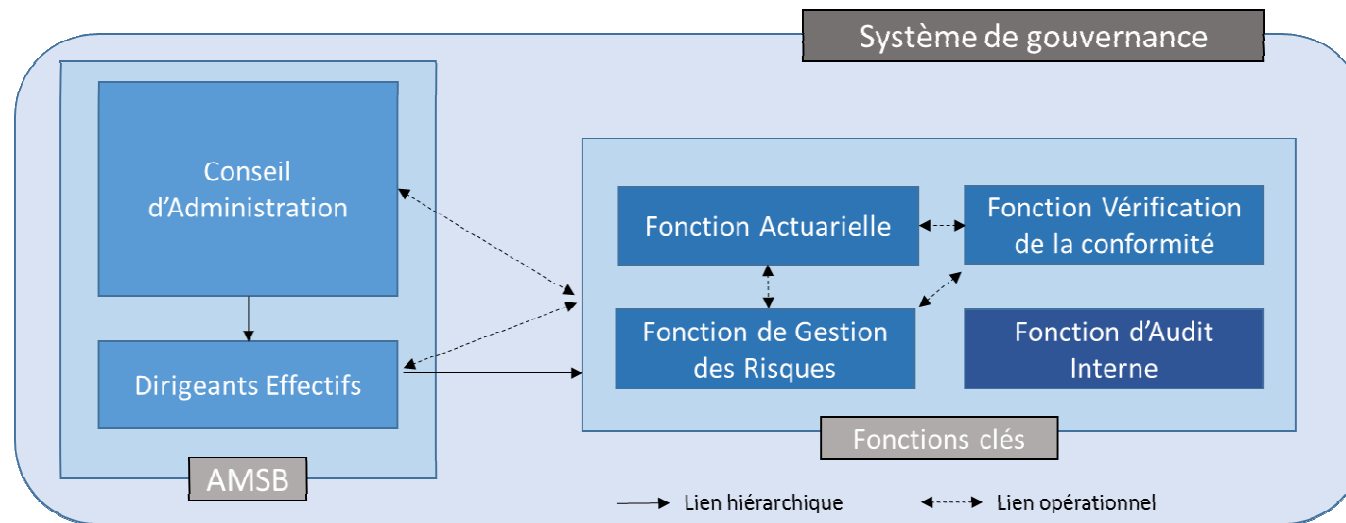 Système de gouvernance
Conseil
d'Administration
Dirigeants Effectifs
AMSB
Fonction Actuarielle
Fonction Vérification
de la conformité
Fonction de Gestion
des Risques
Fonction d'Audit
Interne
Fonctions clés
Lien hiérarchique
Lien opérationnel